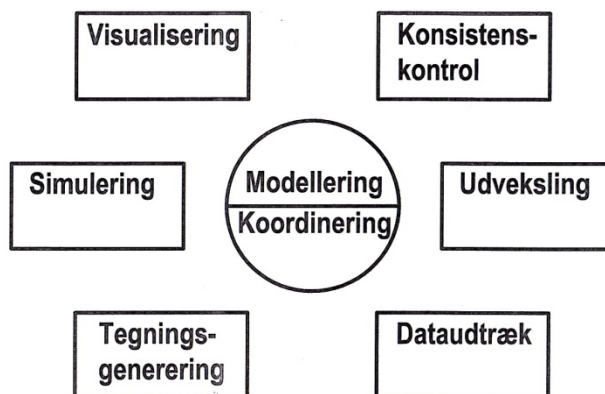 Visualisering
Konsistens-
kontrol
Simulering
Modellering
Koordinering
Udveksling
Tegnings-
generering
Dataudtræk